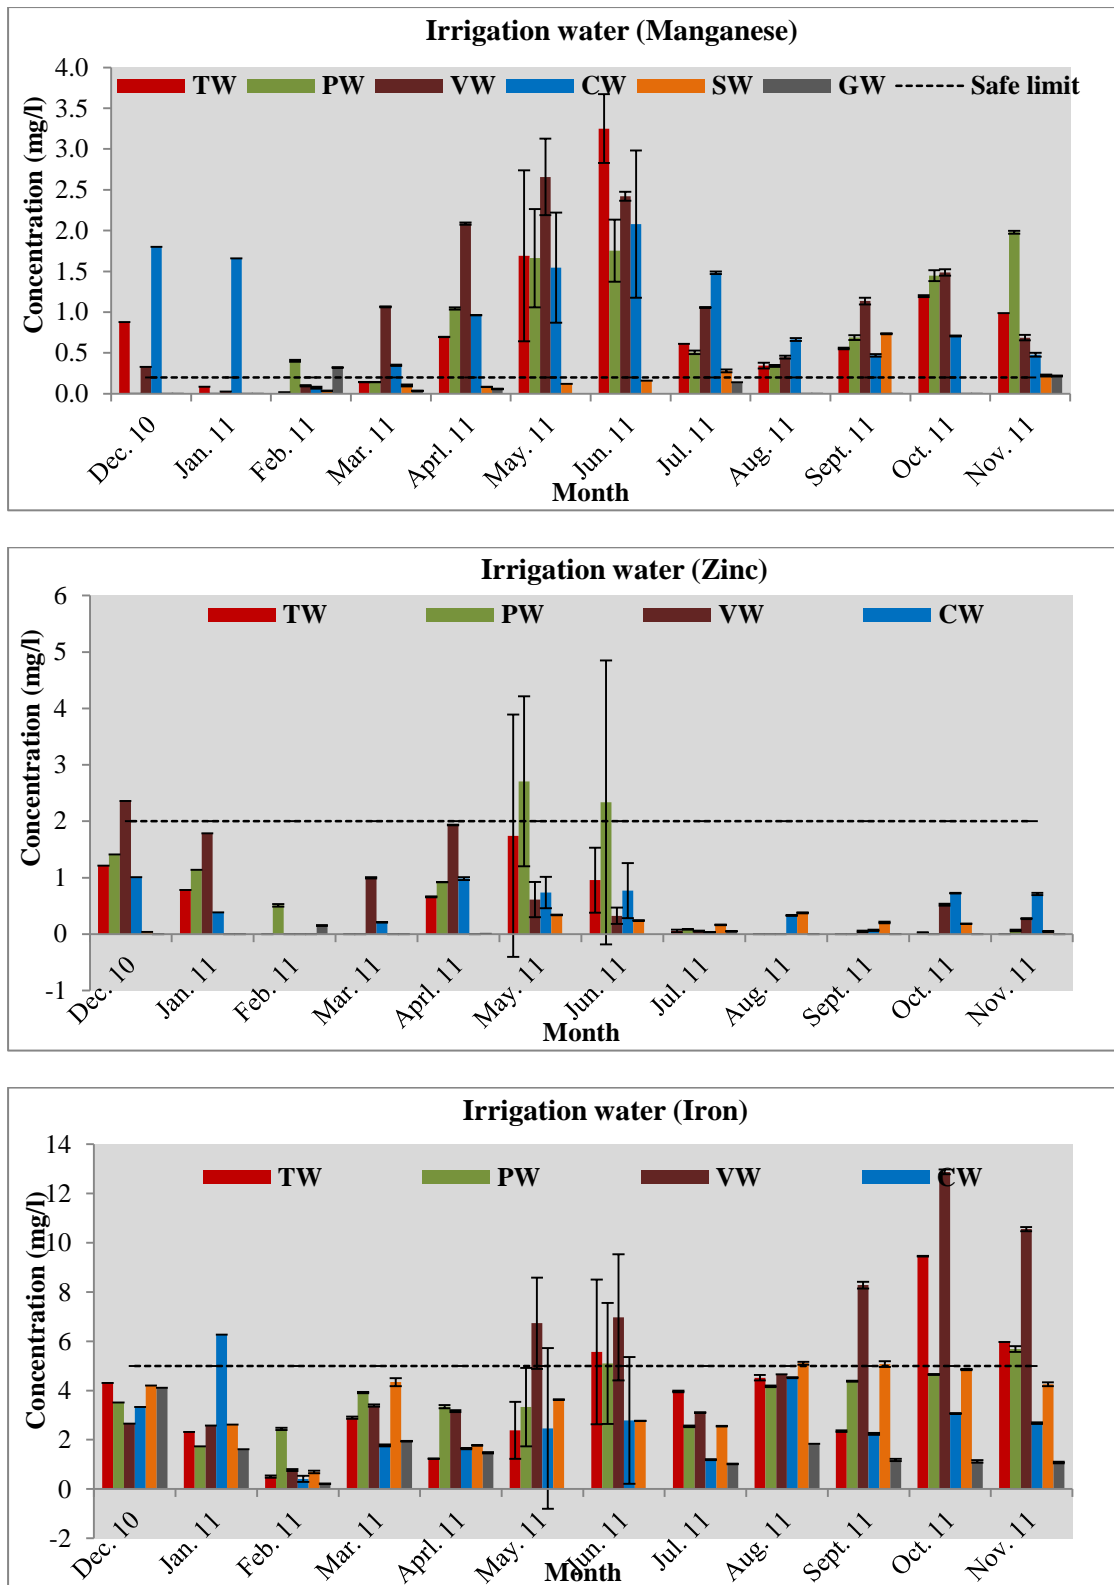 Irrigation water (Manganese)
4.0
TW PW VW CW SW GW Safe limit
3.5
3.0
2.5
2.0
1.5
1.0
0.5
0.0
Concentration (mg/l)
Dec. 10 Jan. 11 Feb. 11 Mar. 11 Aprl. 11 May. 11 Jun. 11 Jul. 11 Aug. 11 Sept. 11 Oct. 11 Nov. 11
Month
Irrigation water (Zinc)
6
TW PW VW CW
5
4
3
2
1
0
-1
Concentration (mg/l)
Dec. 10 Jan. 11 Feb. 11 Mar. 11 Aprl. 11 May. 11 Jun. 11 Jul. 11 Aug. 11 Sept. 11 Oct. 11 Nov. 11
Month
Irrigation water (Iron)
14
TW PW VW CW
12
10
8
6
4
2
0
-2
Concentration (mg/l)
Dec. 10 Jan. 11 Feb. 11 Mar. 11 Aprl. 11 May. 11 Jun. 11 Jul. 11 Aug. 11 Sept. 11 Oct. 11 Nov. 11
Month